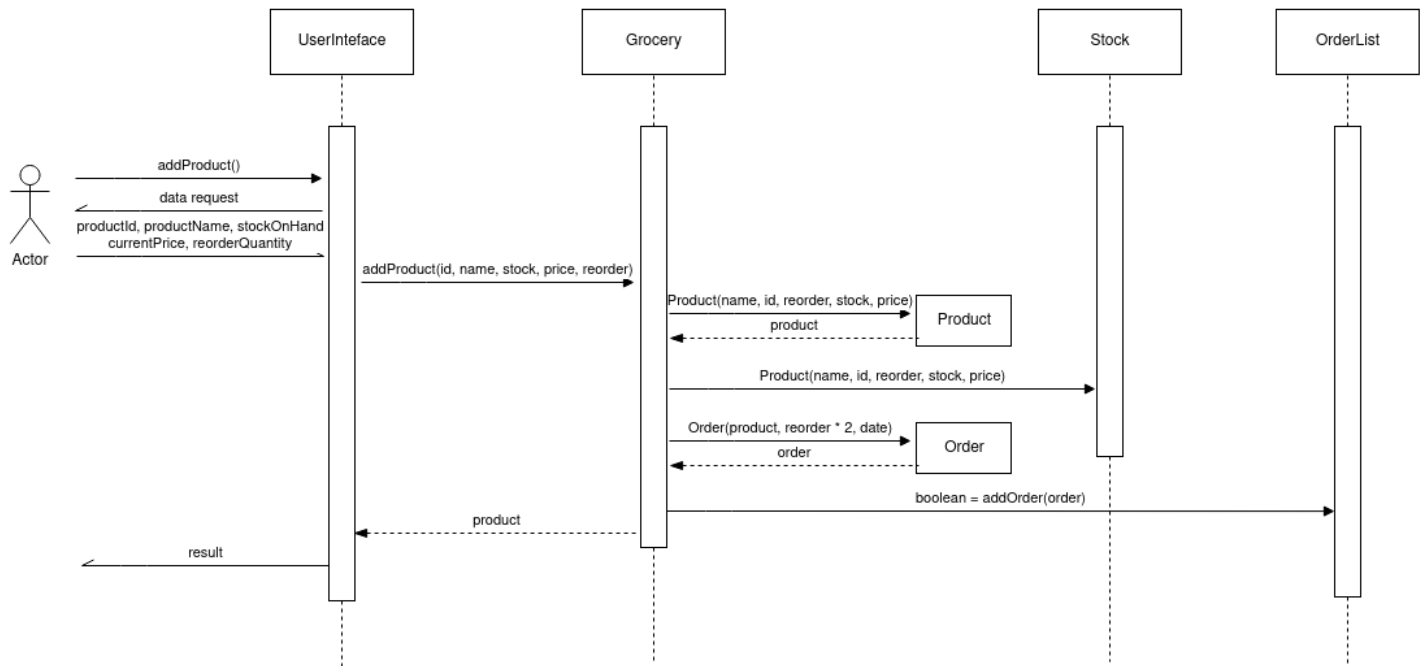 UserInteface
Grocery
Stock
OrderList
addProduct()
data request
productId, productName, stockOnHand
currentPrice, reorderQuantity
Actor
addProduct(id, name, stock, price, reorder)
Product(name, id, reorder, stock, price)
Product
product
Product(name, id, reorder, stock, price)
Order(product, reorder * 2, date)
Order
order
boolean = addOrder(order)
product
result